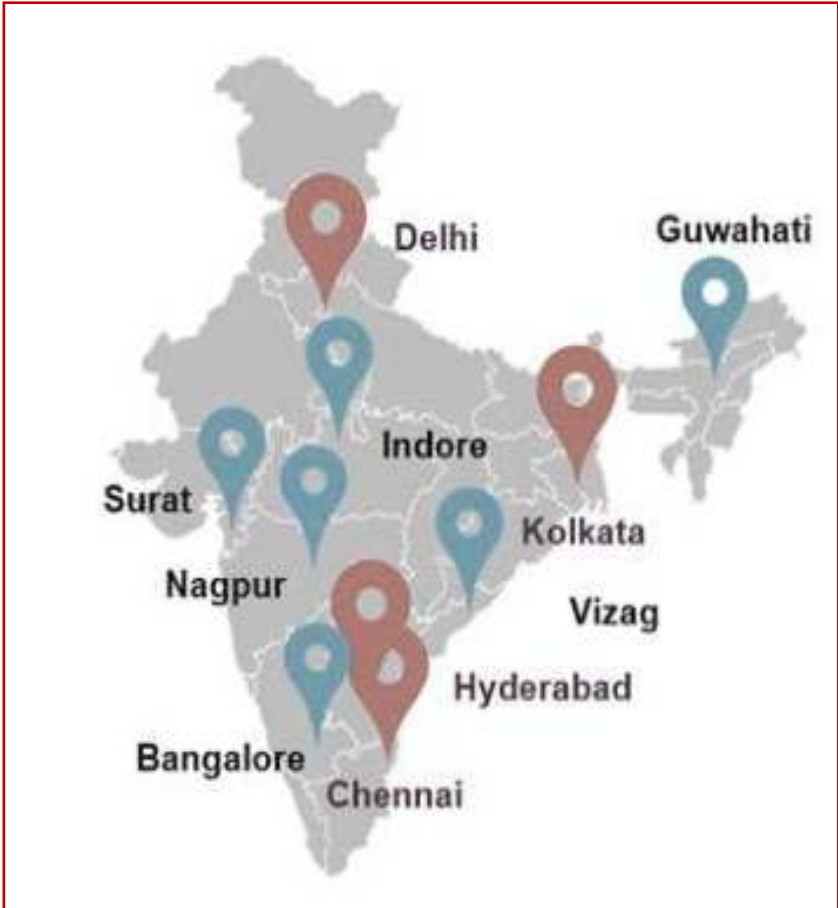 Guwahati
Delhi
Indore
Surat
Kolkata
Nagpur
Vizag
Hyderabad
Bangalore
Chennai